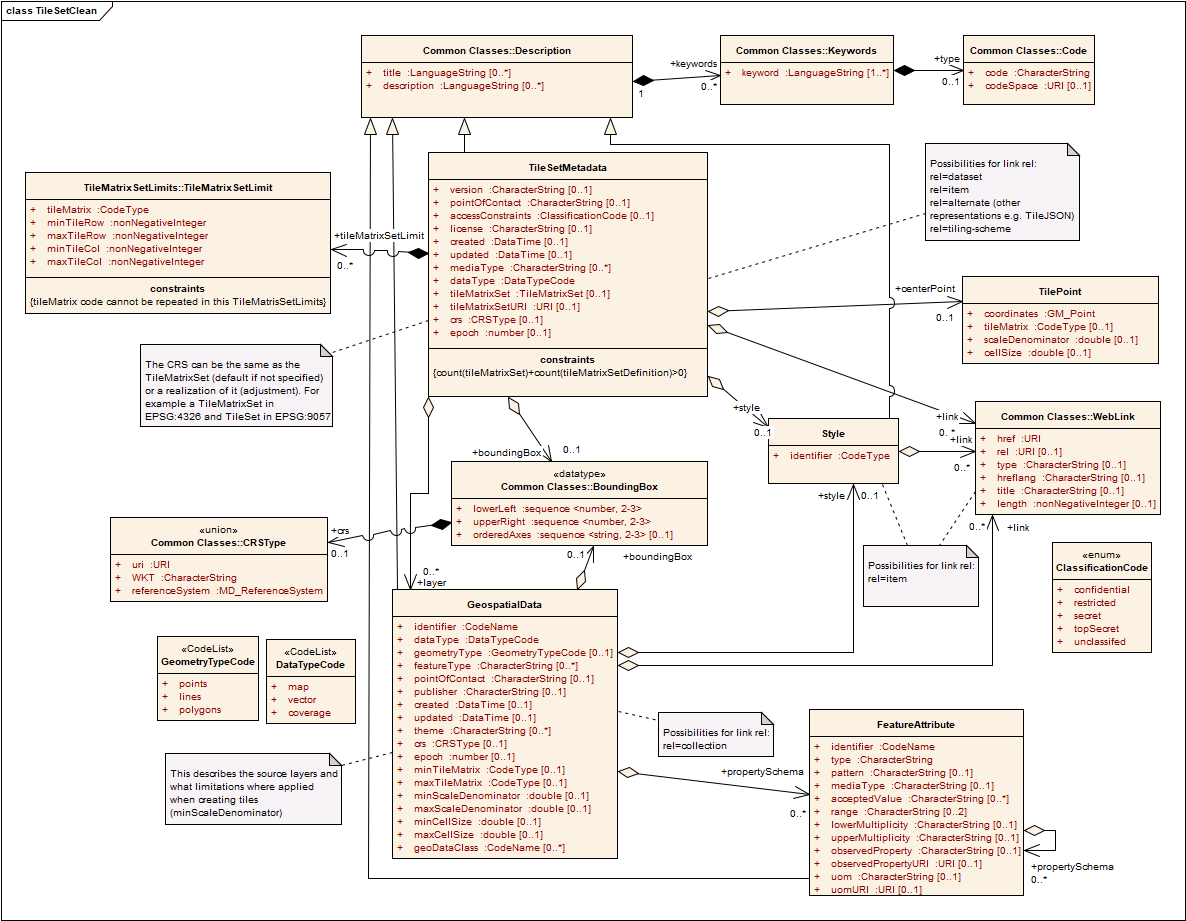 class TileSetClean
Common Classes::Description
+ title :LanguageString [0..*]
+ description :LanguageString [0..*]
+keywords
1
0..*
Common Classes::Keywords
+ keyword :LanguageString [1..*]
+type
0..1
Common Classes::Code
+ code :CharacterString
+ codeSpace :URI [0..1]
TileMatrixSetLimits::TileMatrixSetLimit
+ tileMatrix :CodeType
+ minTileRow :nonNegativeInteger
+ maxTileRow :nonNegativeInteger
+ minTileCol :nonNegativeInteger
+ maxTileCol :nonNegativeInteger
constraints
{tileMatrix code cannot be repeated in this TileMatrisSetLimits}
+tileMatrixSetLimit
0..*
TileSetMetadata
+ version :CharacterString [0..1]
+ pointOfContact :CharacterString [0..1]
+ accessConstraints :ClassificationCode [0..1]
+ license :CharacterString [0..1]
+ created :DataTime [0..1]
+ updated :DataTime [0..1]
+ mediaType :CharacterString [0..*]
+ dataType :DataTypeCode
+ tileMatrixSet :TileMatrixSet [0..1]
+ tileMatrixSetURI :URI [0..1]
+ crs :CRSType [0..1]
+ epoch :number [0..1]
constraints
{count(tileMatrixSet)+count(tileMatrixSetDefinition)>0}
Possibilities for link rel:
rel=dataset
rel=item
rel=alternate (other
representations e.g. TileJSON)
rel=tiling-scheme
+centerPoint
0..1
TilePoint
+ coordinates :GM_Point
+ tileMatrix :CodeType [0..1]
+ scaleDenominator :double [0..1]
+ cellSize :double [0..1]
The CRS can be the same as the
TileMatrixSet (default if not specified)
or a realization of it (adjustment). For
example a TileMatrixSet in
EPSG:4326 and TileSet in EPSG:9057
+style
0..1
Style
+ identifier :CodeType
+link
0..*
+link
0..*
Common Classes::WebLink
+ href :URI
+ rel :URI [0..1]
+ type :CharacterString [0..1]
+ hreflang :CharacterString [0..1]
+ title :CharacterString [0..1]
+ length :nonNegativeInteger [0..1]
+boundingBox
0..1
«datatype»
Common Classes::BoundingBox
+ lowerLeft :sequence <number, 2-3>
+ upperRight :sequence <number, 2-3>
+ orderedAxes :sequence <string, 2-3> [0..1]
+style
0..1
0..*
+link
«union»
Common Classes::CRSType
+ uri :URI
+ WKT :CharacterString
+ referenceSystem :MD_ReferenceSystem
+crs
0..1
0..1
+boundingBox
0..*
+layer
Possibilities for link rel:
rel=item
«enum»
ClassificationCode
+ confidential
+ restricted
+ secret
+ topSecret
+ unclassifed
GeospatialData
+ identifier :CodeName
+ dataType :DataTypeCode
+ geometryType :GeometryTypeCode [0..1]
+ featureType :CharacterString [0..*]
+ pointOfContact :CharacterString [0..1]
+ publisher :CharacterString [0..1]
+ created :DataTime [0..1]
+ updated :DataTime [0..1]
+ theme :CharacterString [0..*]
+ crs :CRSType [0..1]
+ epoch :number [0..1]
+ minTileMatrix :CodeType [0..1]
+ maxTileMatrix :CodeType [0..1]
+ minScaleDenominator :double [0..1]
+ maxScaleDenominator :double [0..1]
+ minCellSize :double [0..1]
+ maxCellSize :double [0..1]
+ geoDataClass :CodeName [0..*]
«CodeList»
GeometryTypeCode
+ points
+ lines
+ polygons
«CodeList»
DataTypeCode
+ map
+ vector
+ coverage
This describes the source layers and
what limitations where applied
when creating tiles
(minScaleDenominator)
Possibilities for link rel:
rel=collection
+propertySchema
0..*
FeatureAttribute
+ identifier :CodeName
+ type :CharacterString
+ pattern :CharacterString [0..1]
+ mediaType :CharacterString [0..1]
+ acceptedValue :CharacterString [0..*]
+ range :CharacterString [0..2]
+ lowerMultiplicity :CharacterString [0..1]
+ upperMultiplicity :CharacterString [0..1]
+ observedProperty :CharacterString [0..1]
+ observedPropertyURI :URI [0..1]
+ uom :CharacterString [0..1]
+ uomURI :URI [0..1]
+propertySchema
0..*